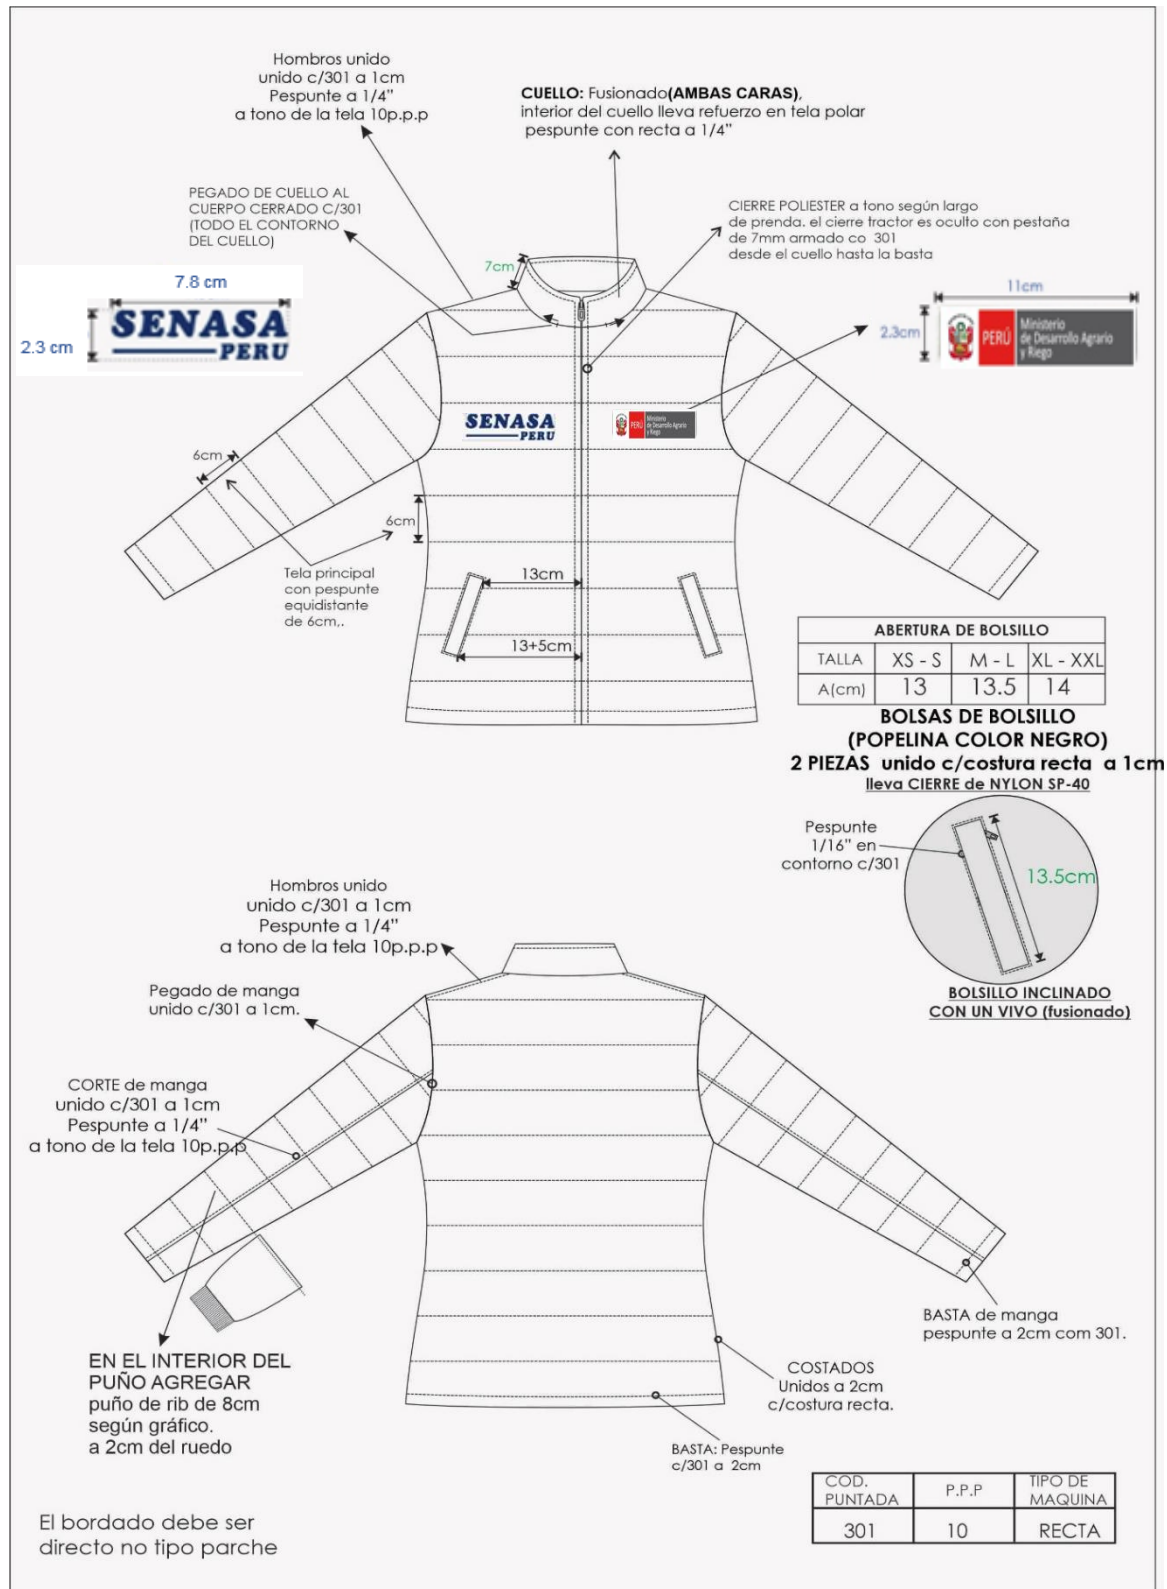 Hombros unido
unido c/301 a 1cm
Pespunte a 1/4"
a tono de la tela 10p.p.p
CUELLO: Fusionado(AMBAS CARAS),
interior del cuello lleva refuerzo en tela polar
pespunte con recta a 1/4"
PEGADO DE CUELLO AL
CUERPO CERRADO C/301
(TODO EL CONTORNO
DEL CUELLO)
CIERRE POLIESTER a tono según largo
de prenda. el cierre tractor es oculto con pestaña
de 7mm armado co 301
desde el cuello hasta la basta
7cm
7.8 cm
2.3 cm
SENASA
PERU
11cm
2.3cm
PERÚ
Ministerio
de Desarrollo Agrario
y Riego
SENASA
PERU
PERÚ
Ministerio
de Desarrollo Agrario
y Riego
6cm
6cm
Tela principal
con pespunte
equidistante
de 6cm,.
13cm
13+5cm
ABERTURA DE BOLSILLO
TALLA XS - S M - L XL - XXL
A(cm) 13 13.5 14
BOLSAS DE BOLSILLO
(POPELINA COLOR NEGRO)
2 PIEZAS unido c/costura recta a 1cm
lleva CIERRE de NYLON SP-40
Pespunte
1/16" en
contorno c/301
13.5cm
BOLSILLO INCLINADO
CON UN VIVO (fusionado)
Hombros unido
unido c/301 a 1cm
Pespunte a 1/4"
a tono de la tela 10p.p.p
Pegado de manga
unido c/301 a 1cm.
CORTE de manga
unido c/301 a 1cm
Pespunte a 1/4"
a tono de la tela 10p.p.p
EN EL INTERIOR DEL
PUÑO AGREGAR
puño de rib de 8cm
según gráfico.
a 2cm del ruedo
BASTA de manga
pespunte a 2cm com 301.
COSTADOS
Unidos a 2cm
c/costura recta.
BASTA: Pespunte
c/301 a 2cm
COD. PUNTADA P.P.P TIPO DE MAQUINA
301 10 RECTA
El bordado debe ser
directo no tipo parche